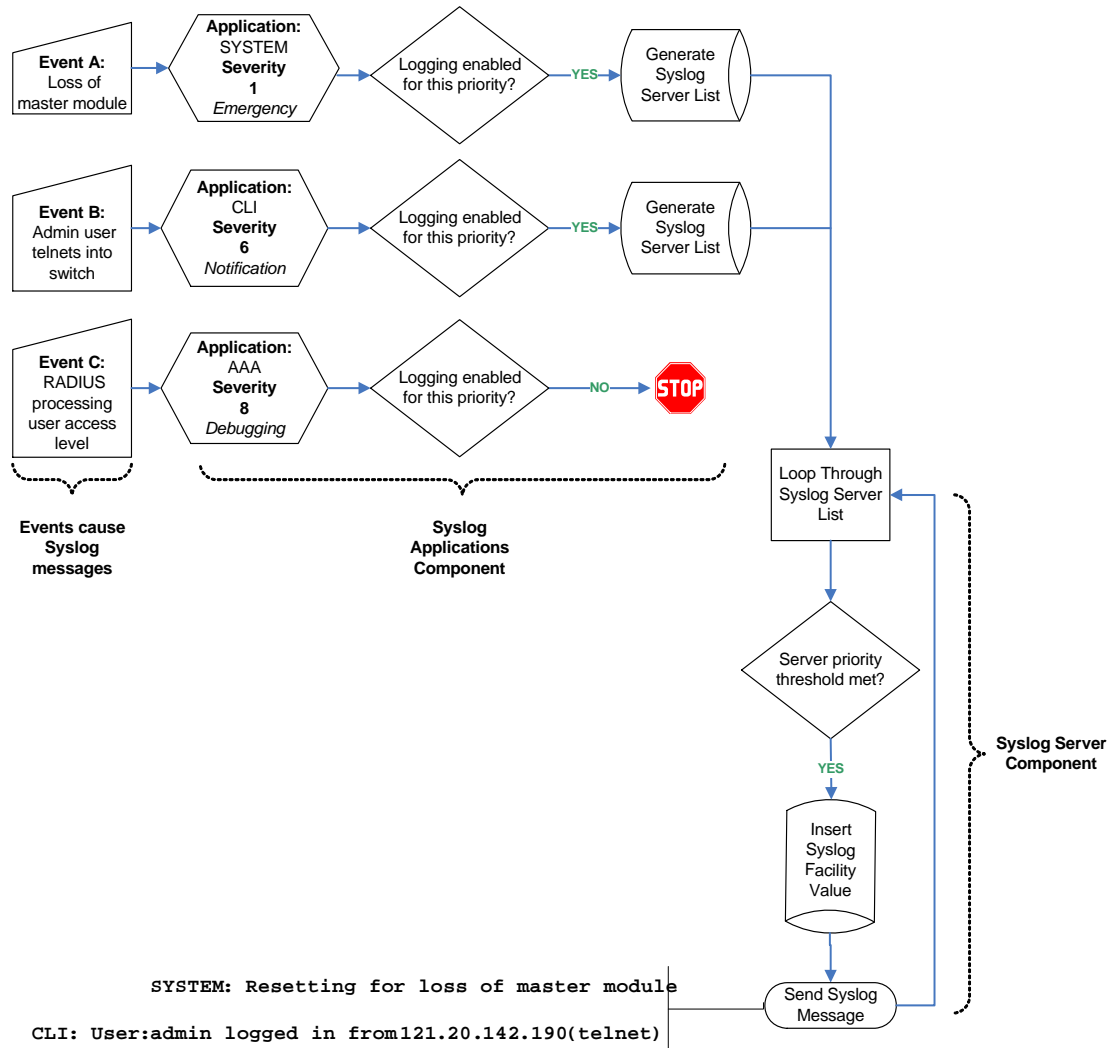 Event A:
Loss of
master module
Application:
SYSTEM
Severity
1
Emergency
Logging enabled
for this priority?
YES
Generate
Syslog
Server List
Event B:
Admin user
telnets into
switch
Application:
CLI
Severity
6
Notification
Logging enabled
for this priority?
YES
Generate
Syslog
Server List
Event C:
RADIUS
processing
user access
level
Application:
AAA
Severity
8
Debugging
Logging enabled
for this priority?
NO
STOP
Events cause
Syslog
messages
Syslog
Applications
Component
Loop Through
Syslog Server
List
Server priority
threshold met?
YES
Insert
Syslog
Facility
Value
Send Syslog
Message
Syslog Server
Component
SYSTEM: Resetting for loss of master module
CLI: User:admin logged in from121.20.142.190(telnet)